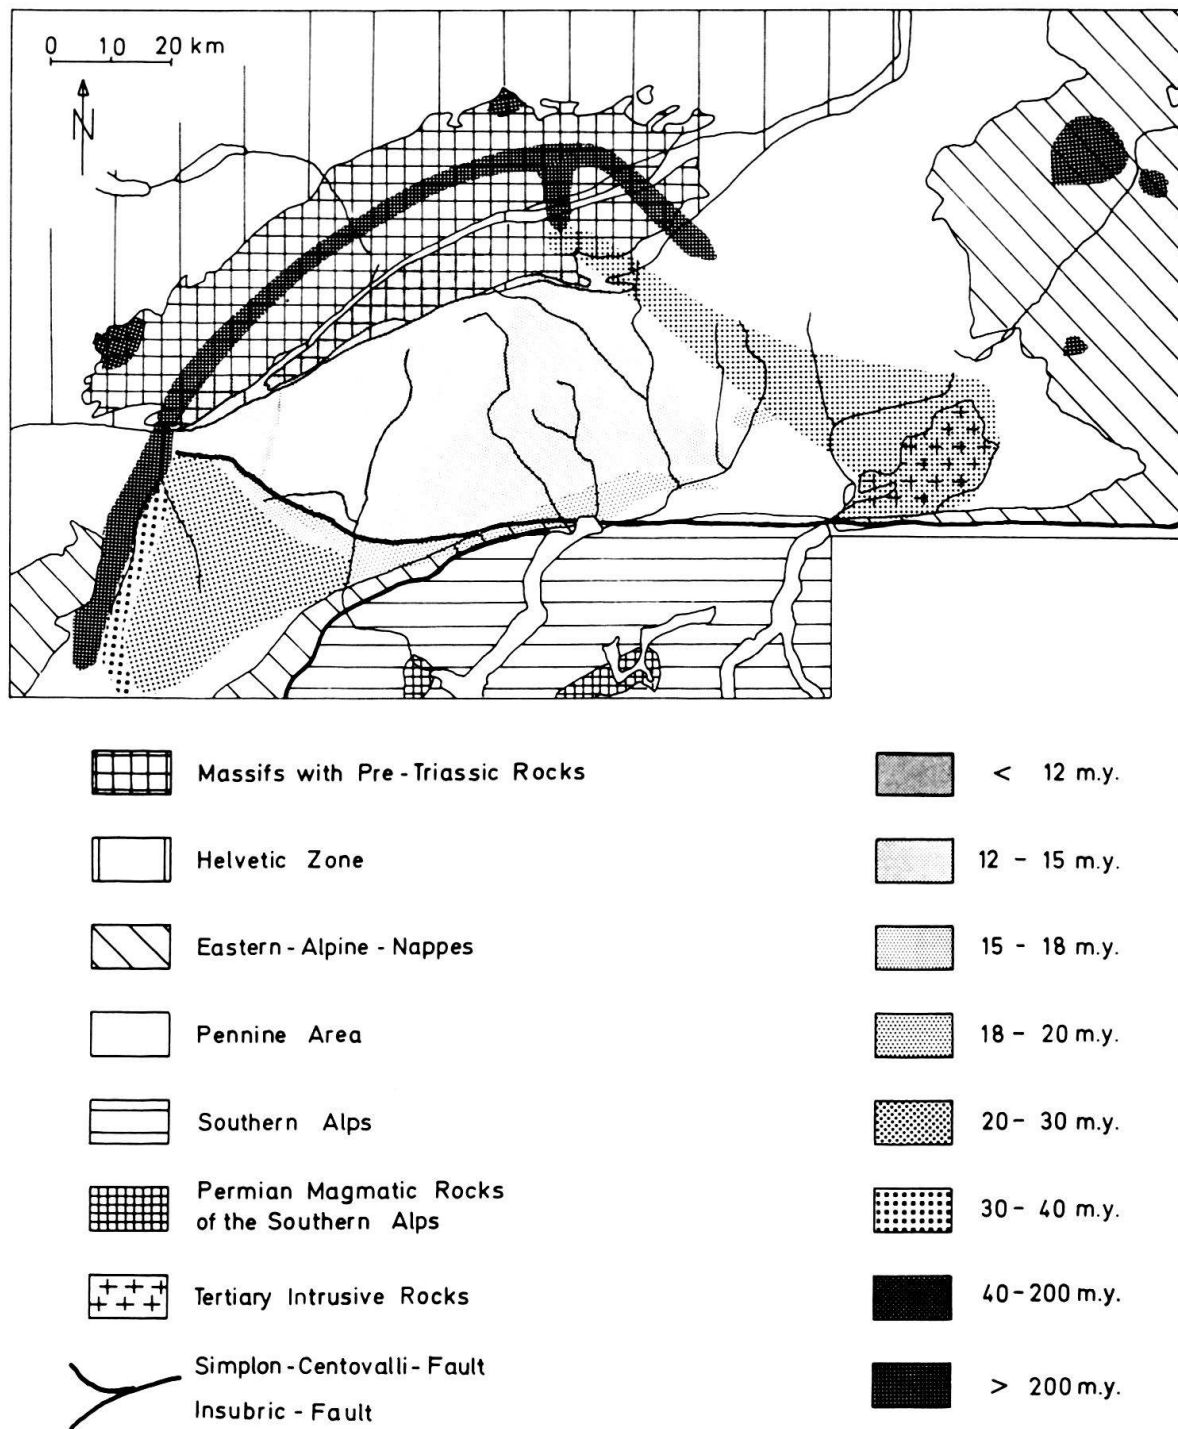 0 10 20 km
N
Massifs with Pre-Triassic Rocks
Helvetic Zone
Eastern-Alpine-Nappes
Pennine Area
Southern Alps
Permian Magmatic Rocks
of the Southern Alps
Tertiary Intrusive Rocks
Simplon-Centovalli-Fault
Insubric-Fault
< 12 m.y.
12 - 15 m.y.
15 - 18 m.y.
18 - 20 m.y.
20 - 30 m.y.
30 - 40 m.y.
40-200 m.y.
> 200 m.y.